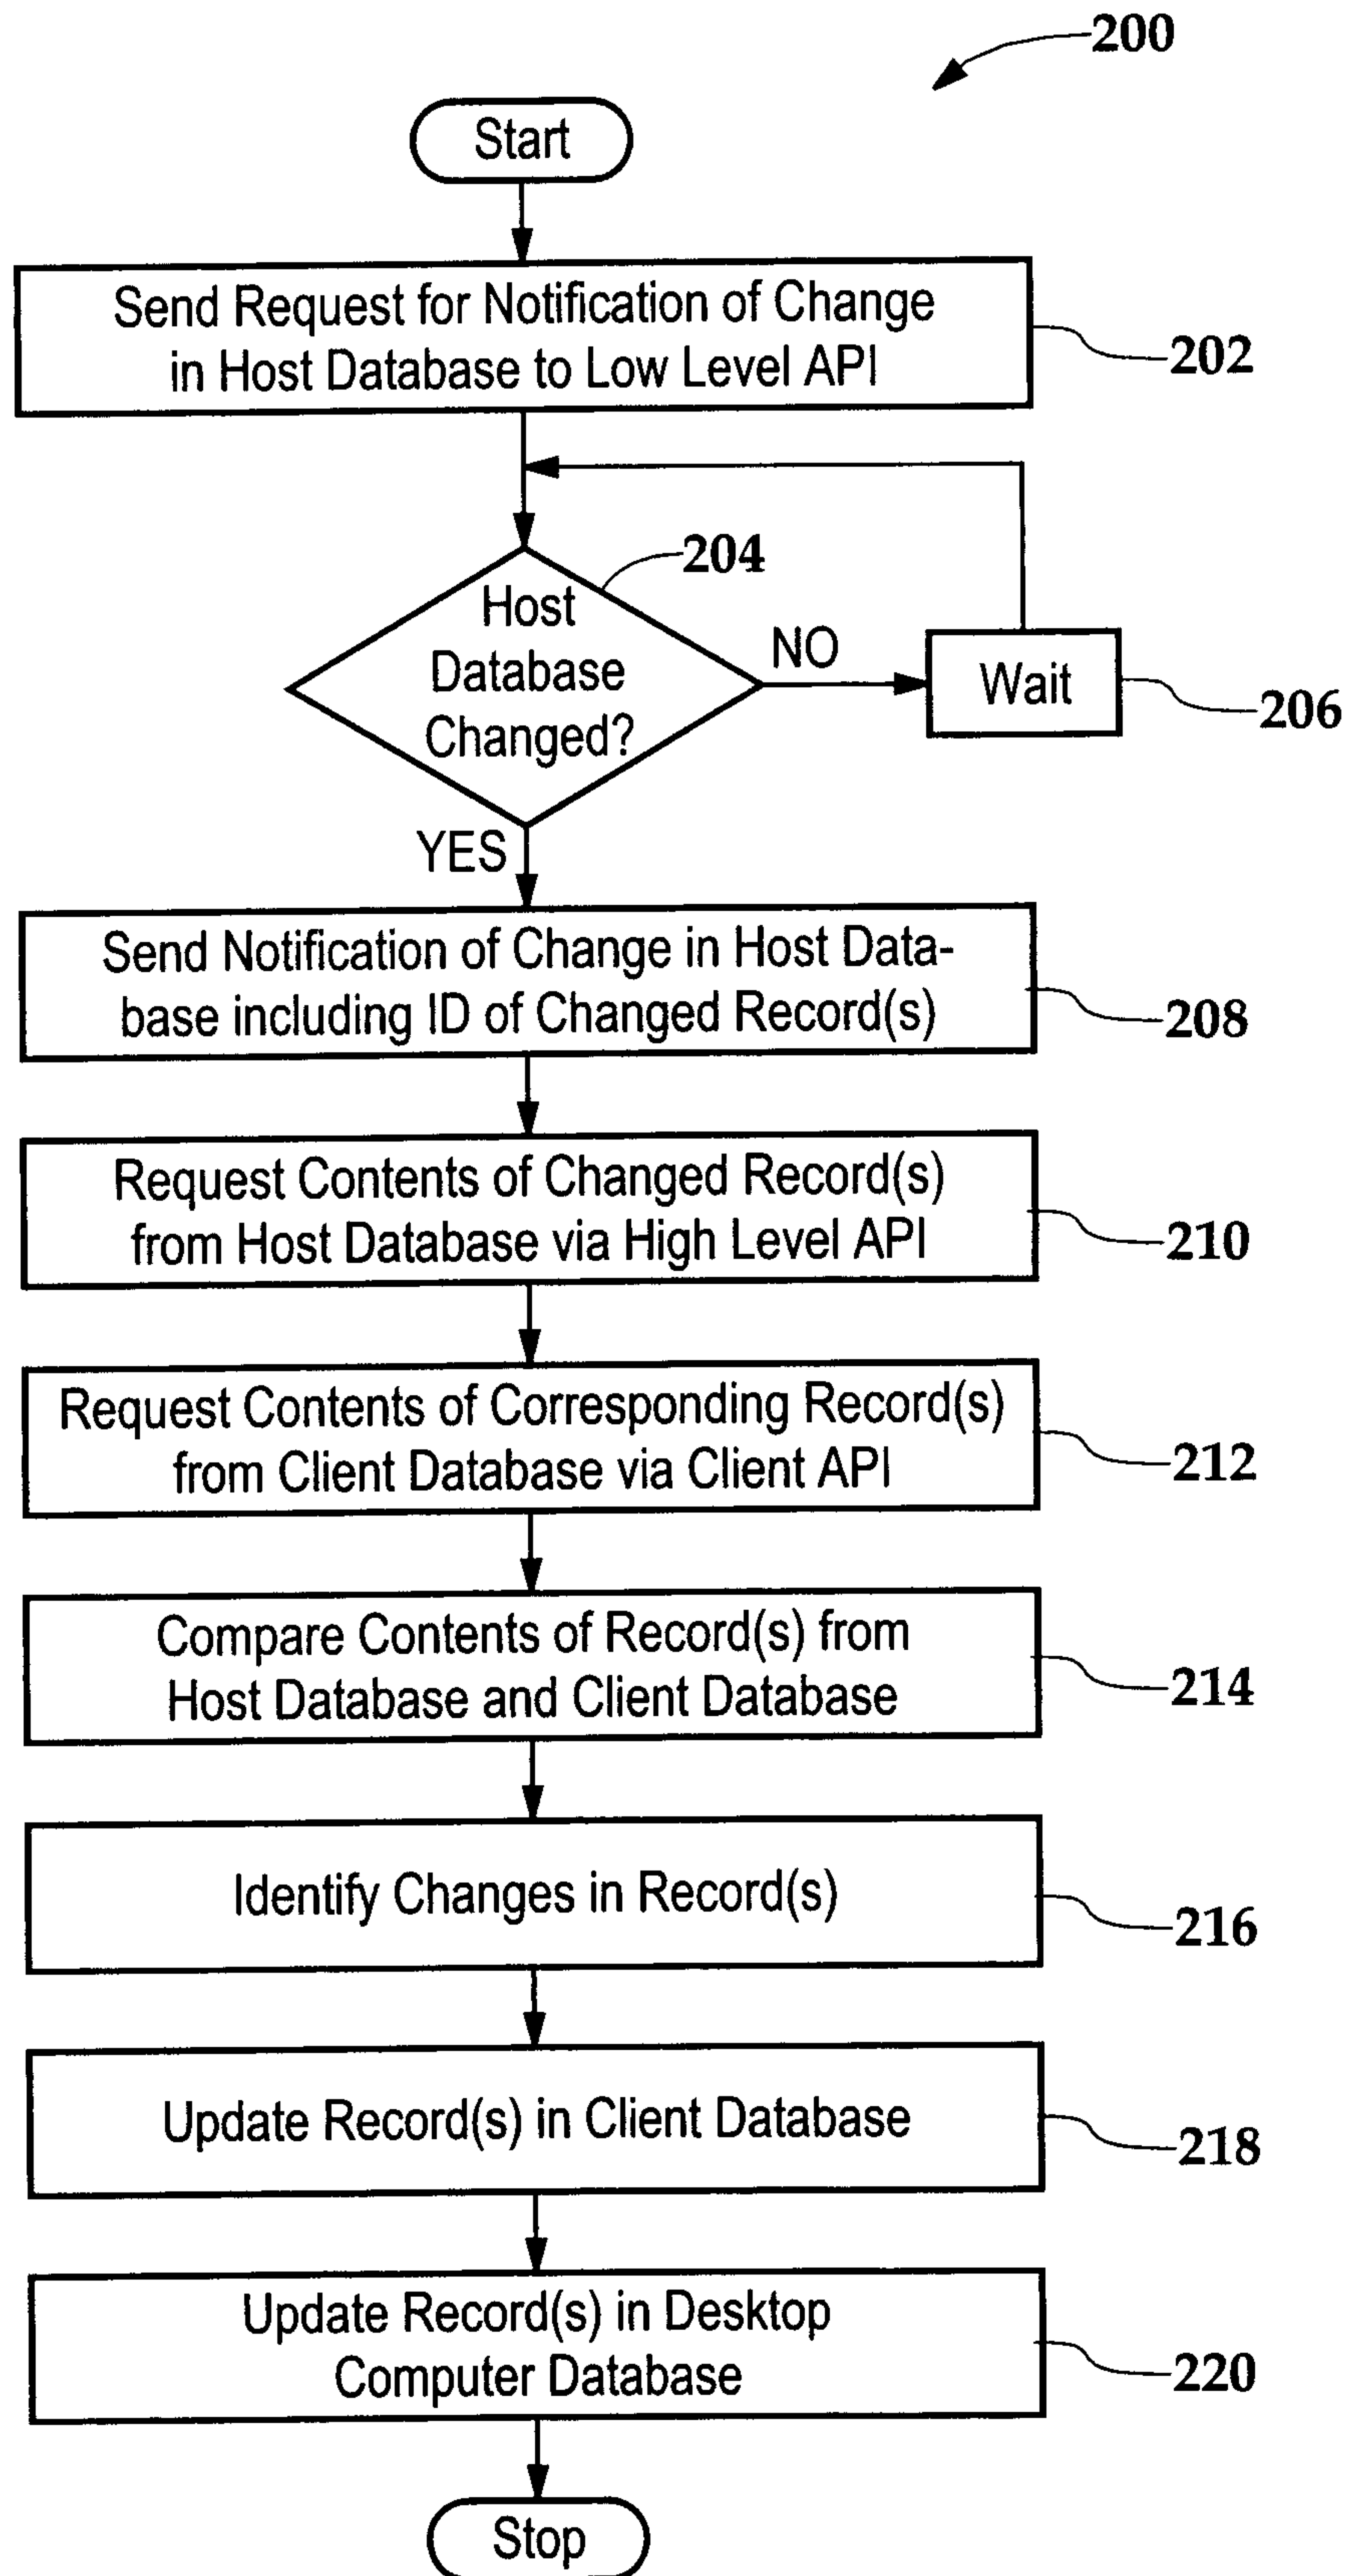 200
Start
Send Request for Notification of Change
in Host Database to Low Level API
202
204
Host
Database
Changed?
NO
Wait
206
YES
Send Notification of Change in Host Data-
base including ID of Changed Record(s)
208
Request Contents of Changed Record(s)
from Host Database via High Level API
210
Request Contents of Corresponding Record(s)
from Client Database via Client API
212
Compare Contents of Record(s) from
Host Database and Client Database
214
Identify Changes in Record(s)
216
Update Record(s) in Client Database
218
Update Record(s) in Desktop
Computer Database
220
Stop